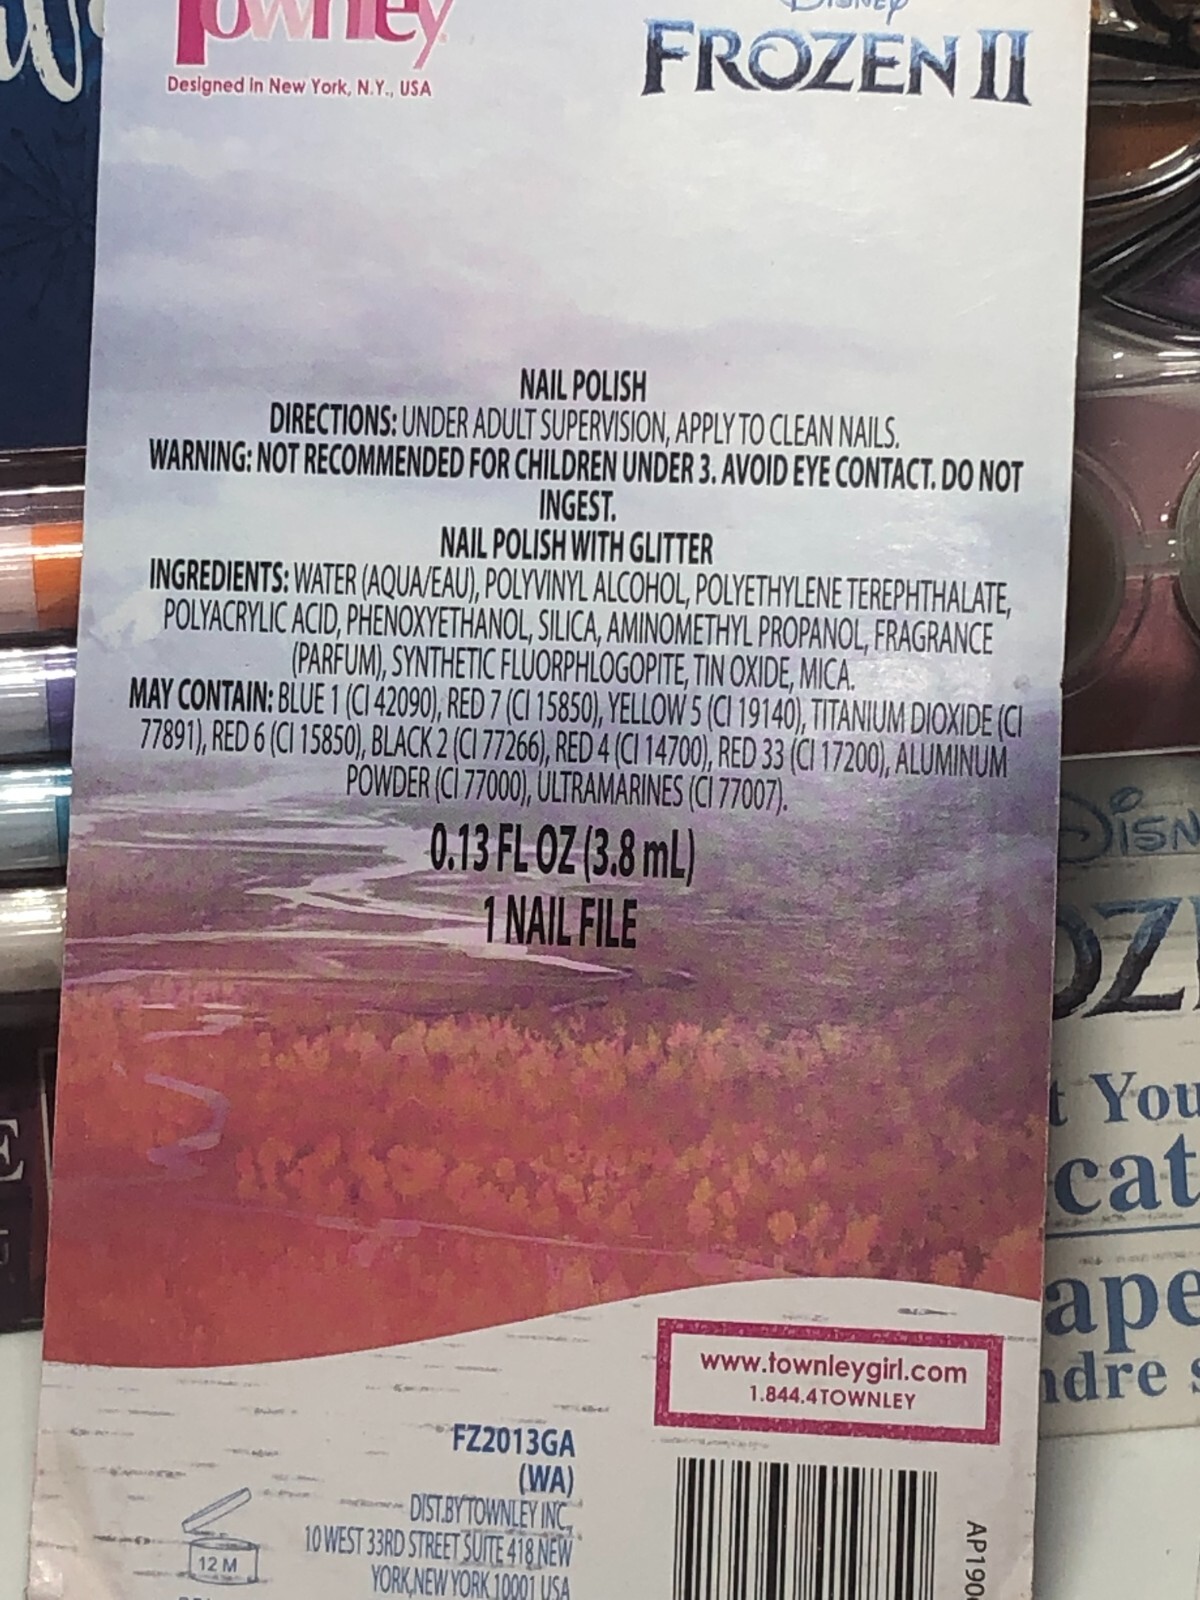 Townley
Designed in New York, N.Y., USA
DISNEY
FROZEN II
NAIL POLISH
DIRECTIONS: UNDER ADULT SUPERVISION, APPLY TO CLEAN NAILS.
WARNING: NOT RECOMMENDED FOR CHILDREN UNDER 3. AVOID EYE CONTACT. DO NOT
INGEST.
NAIL POLISH WITH GLITTER
INGREDIENTS: WATER (AQUA/EAU), POLYVINYL ALCOHOL, POLYETHYLENE TEREPHTHALATE,
POLYACRYLIC ACID, PHENOXYETHANOL, SILICA, AMINOMETHYL PROPANOL, FRAGRANCE
(PARFUM), SYNTHETIC FLUORPHLOGOPITE, TIN OXIDE, MICA.
MAY CONTAIN: BLUE 1 (CI 42090), RED 7 (CI 15850), YELLOW 5 (CI 19140), TITANIUM DIOXIDE (CI
77891), RED 6 (CI 15850), BLACK 2 (CI 77266), RED 4 (CI 14700), RED 33 (CI 17200), ALUMINUM
POWDER (CI 77000), ULTRAMARINES (CI 77007).
0.13 FL OZ (3.8 mL)
1 NAIL FILE
www.townleygirl.com
1.844.4TOWNLEY
FZ2013GA
(WA)
DIST.BY TOWNLEY INC.,
10 WEST 33RD STREET SUITE 418,NEW
YORK,NEW YORK 10001 USA
12 M
AP190
DISN
OZ
t You
cat
ape
ndre s